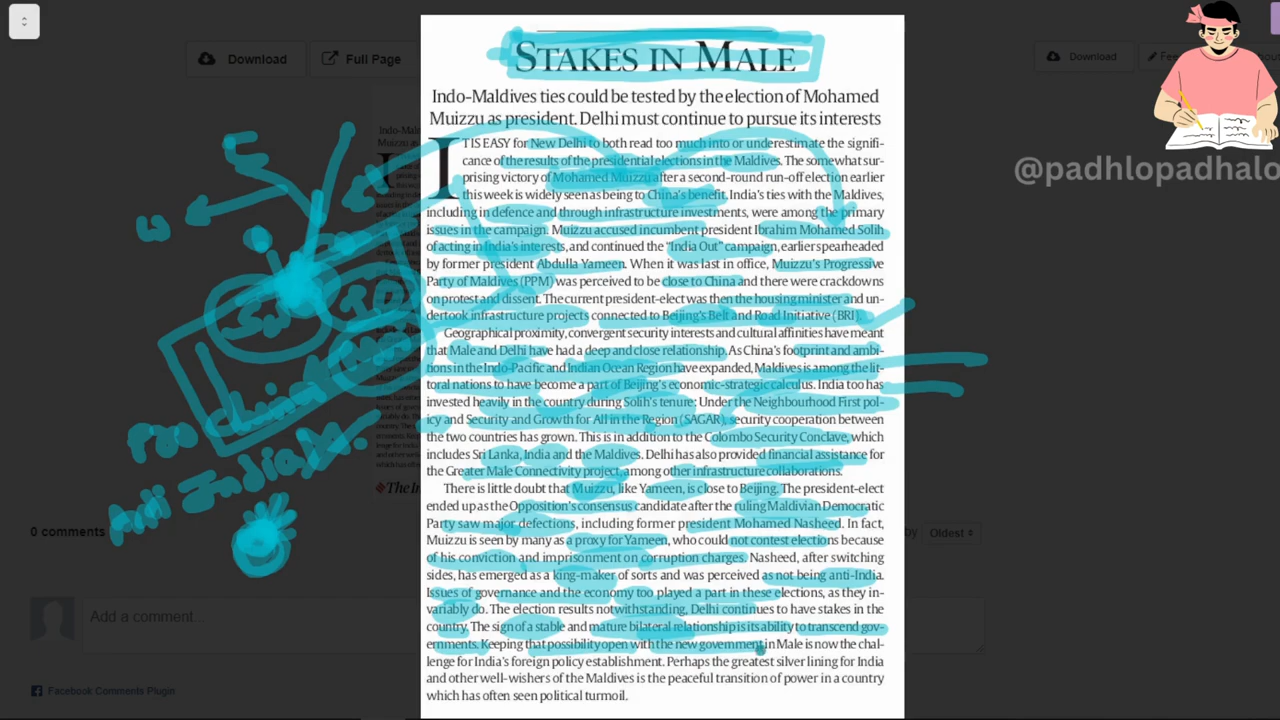 Download
Full Page
Download
STAKES IN MALE
Indo-Maldives ties could be tested by the election of Mohamed
Muizzu as president. Delhi must continue to pursue its interests
IT IS EASY for New Delhi to both read too much into or underestimate the signifi-
cance of the results of the presidential elections in the Maldives. The somewhat sur-
prising victory of Mohamed Muizzu after a second-round run-off election earlier
this week is widely seen as being to China's benefit. India's ties with the Maldives,
including in defence and through infrastructure investments, were among the primary
issues in the campaign. Muizzu accused incumbent president Ibrahim Mohamed Solih
of acting in India's interests, and continued the "India Out" campaign, earlier spearheaded
by former president Abdulla Yameen. When it was last in office, Muizzu's Progressive
Party of Maldives (PPM) was perceived to be close to China and there were crackdowns
on protest and dissent. The current president-elect was then the housing minister and un-
dertook infrastructure projects connected to Beijing's Belt and Road Initiative (BRI).
Geographical proximity, convergent security interests and cultural affinities have meant
that Male and Delhi have had a deep and close relationship. As China's footprint and ambi-
tions in the Indo-Pacific and Indian Ocean Region have expanded, Maldives is among the lit-
toral nations to have become a part of Beijing's economic-strategic calculus. India too has
invested heavily in the country during Solih's tenure: Under the Neighbourhood First pol-
icy and Security and Growth for All in the Region (SAGAR), security cooperation between
the two countries has grown. This is in addition to the Colombo Security Conclave, which
includes Sri Lanka, India and the Maldives. Delhi has also provided financial assistance for
the Greater Male Connectivity project, among other infrastructure collaborations.
There is little doubt that Muizzu, like Yameen, is close to Beijing. The president-elect
ended up as the Opposition's consensus candidate after the ruling Maldivian Democratic
Party saw major defections, including former president Mohamed Nasheed. In fact,
Muizzu is seen by many as a proxy for Yameen, who could not contest elections because
of his conviction and imprisonment on corruption charges. Nasheed, after switching
sides, has emerged as a king-maker of sorts and was perceived as not being anti-India.
Issues of governance and the economy too played a part in these elections, as they in-
variably do. The election results notwithstanding, Delhi continues to have stakes in the
country. The sign of a stable and mature bilateral relationship is its ability to transcend gov-
ernments. Keeping that possibility open with the new government in Male is now the chal-
lenge for India's foreign policy establishment. Perhaps the greatest silver lining for India
and other well-wishers of the Maldives is the peaceful transition of power in a country
which has often seen political turmoil.
@padhlopadhalo
Pro China
Anti India
0 comments
by Oldest
Add a comment...
Facebook Comments Plugin